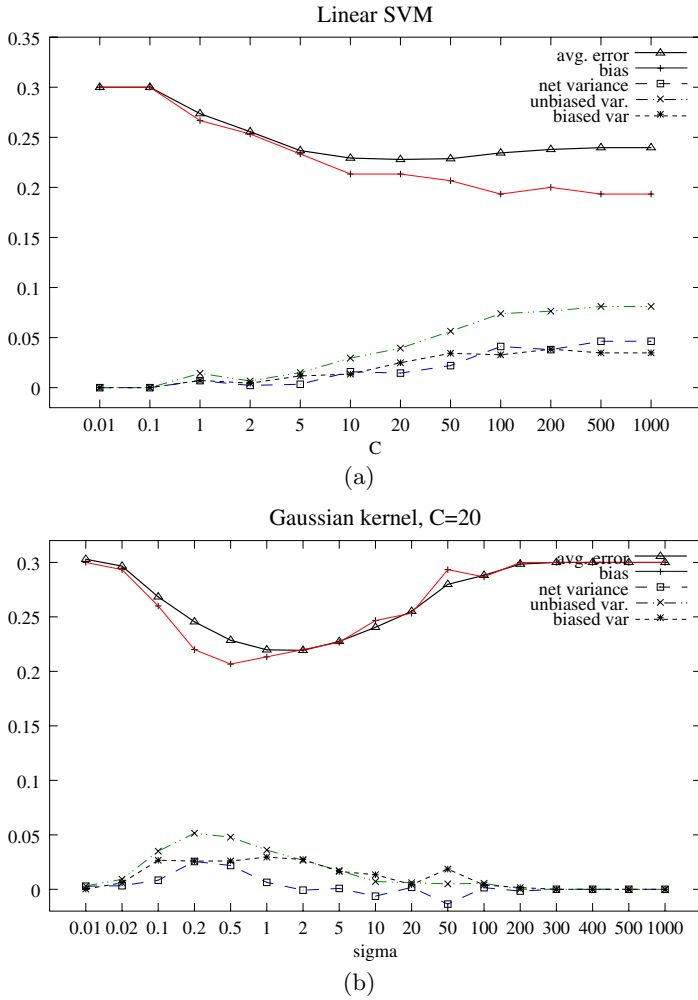 Linear SVM
0.35
0.3
0.25
0.2
0.15
0.1
0.05
0
avg. error
bias
net variance
unbiased var.
biased var
0.01 0.1 1 2 5 10 20 50 100 200 500 1000
C
(a)
Gaussian kernel, C=20
0.3
0.25
0.2
0.15
0.1
0.05
0
avg. error
bias
net variance
unbiased var.
biased var
0.01 0.02 0.1 0.2 0.5 1 2 5 10 20 50 100 200 300 400 500 1000
sigma
(b)